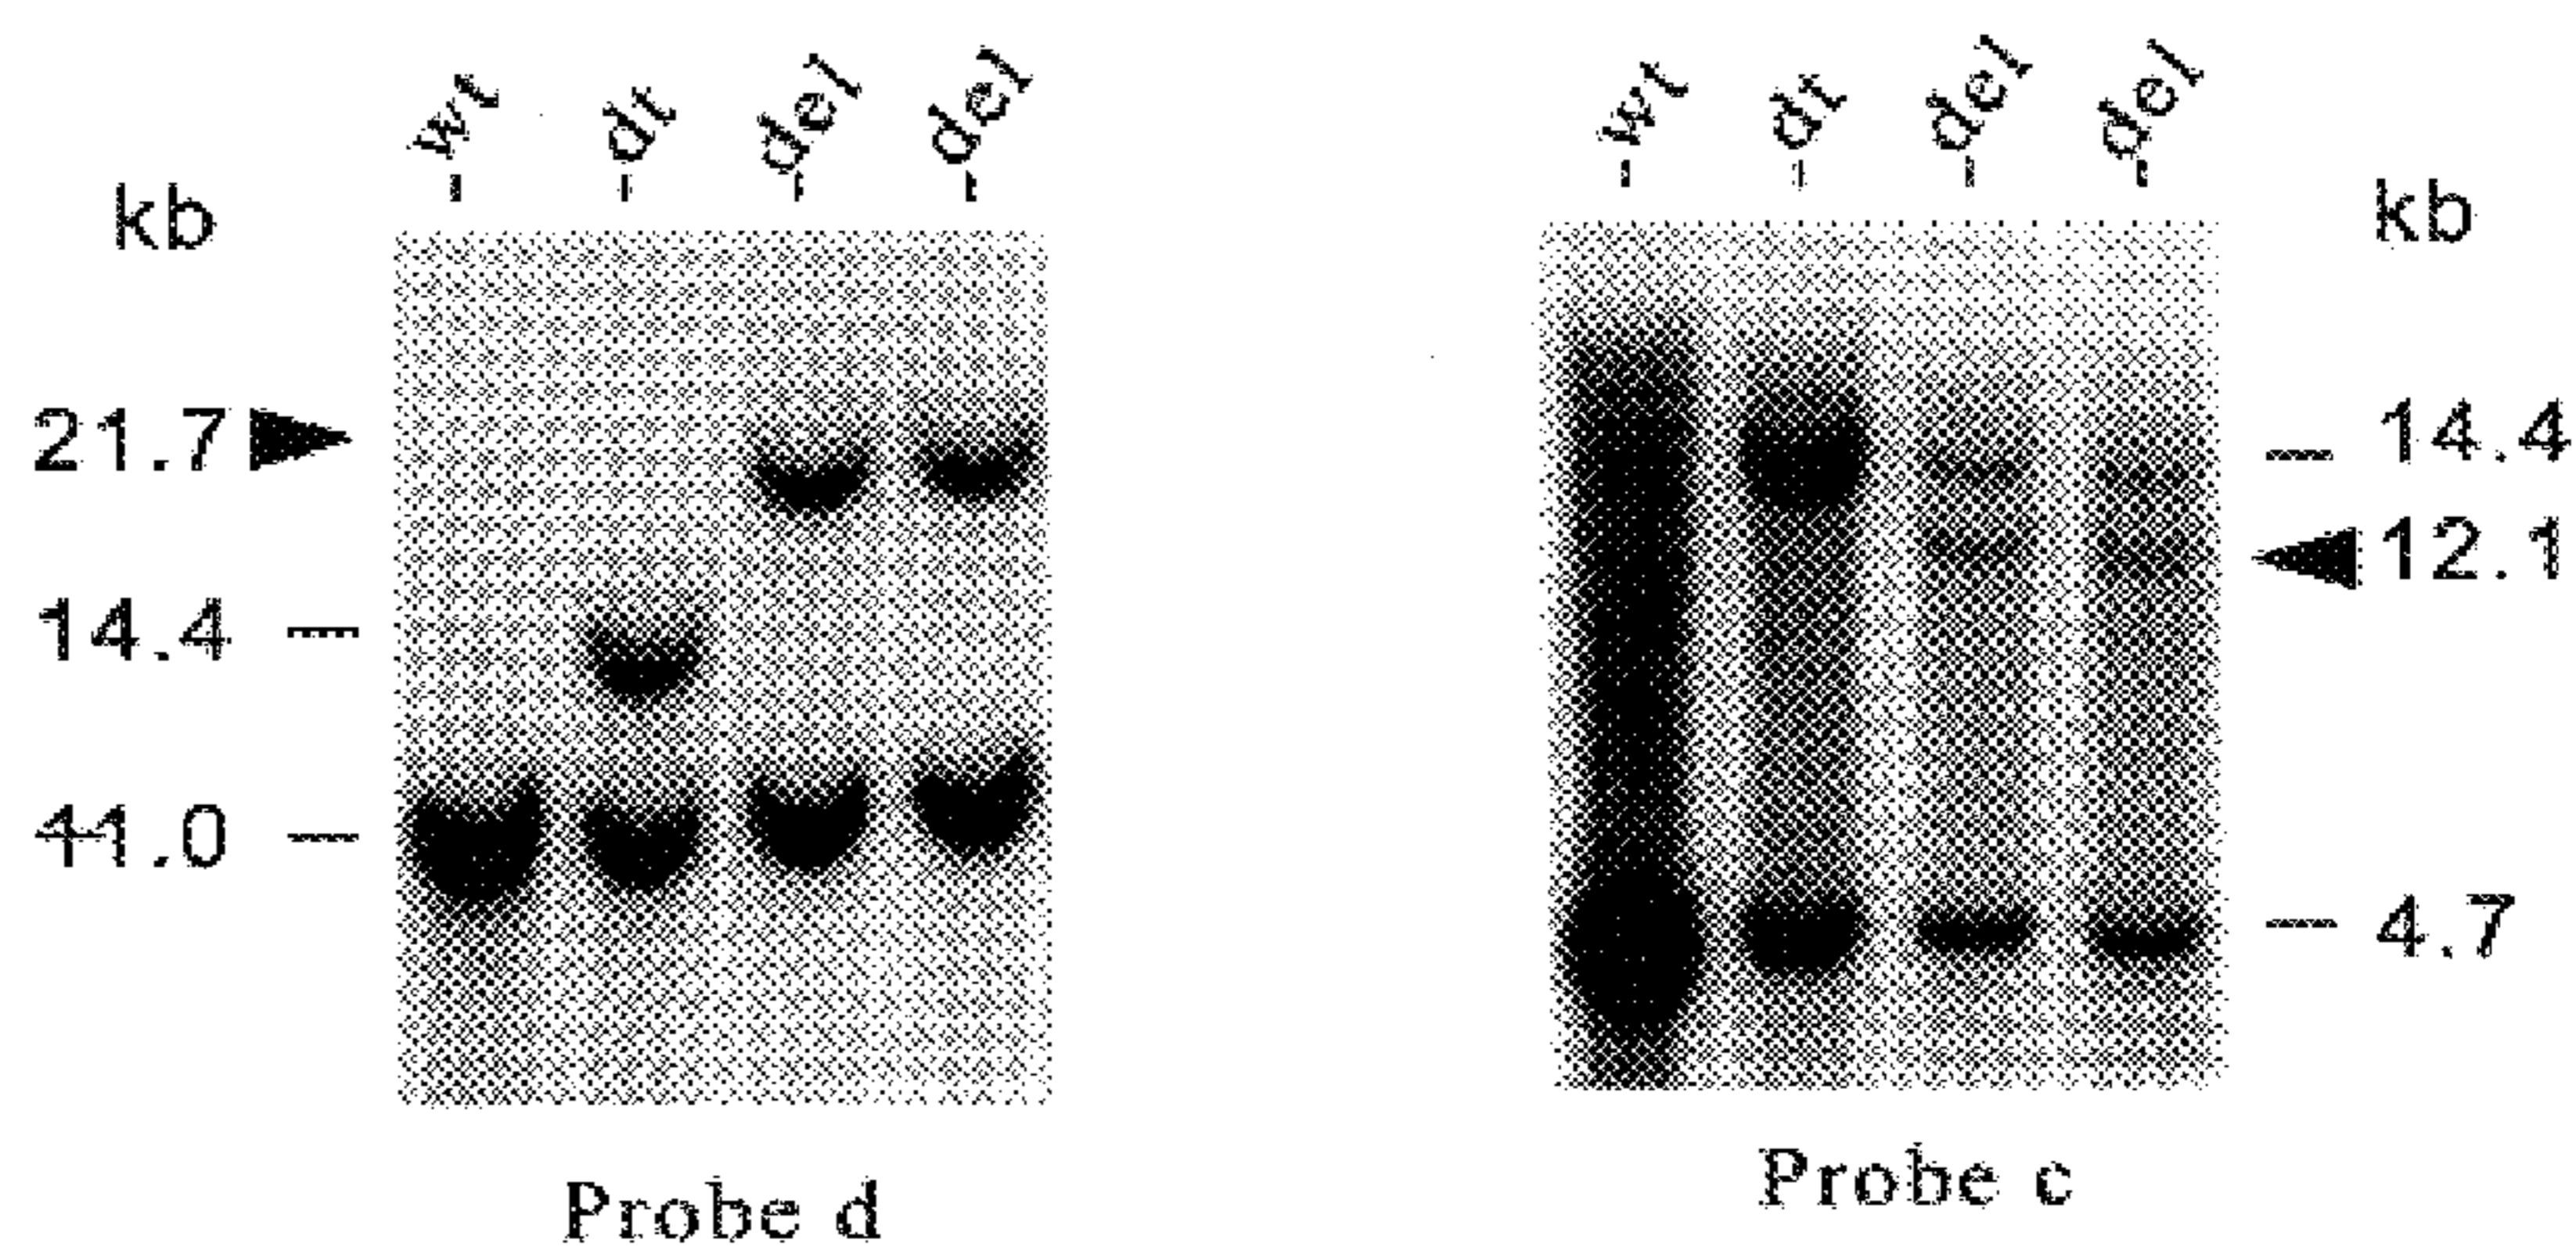 wt dt del del
kb
21.7
14.4
11.0
Probe d
wt dt del del
kb
14.4
12.1
4.7
Probe c